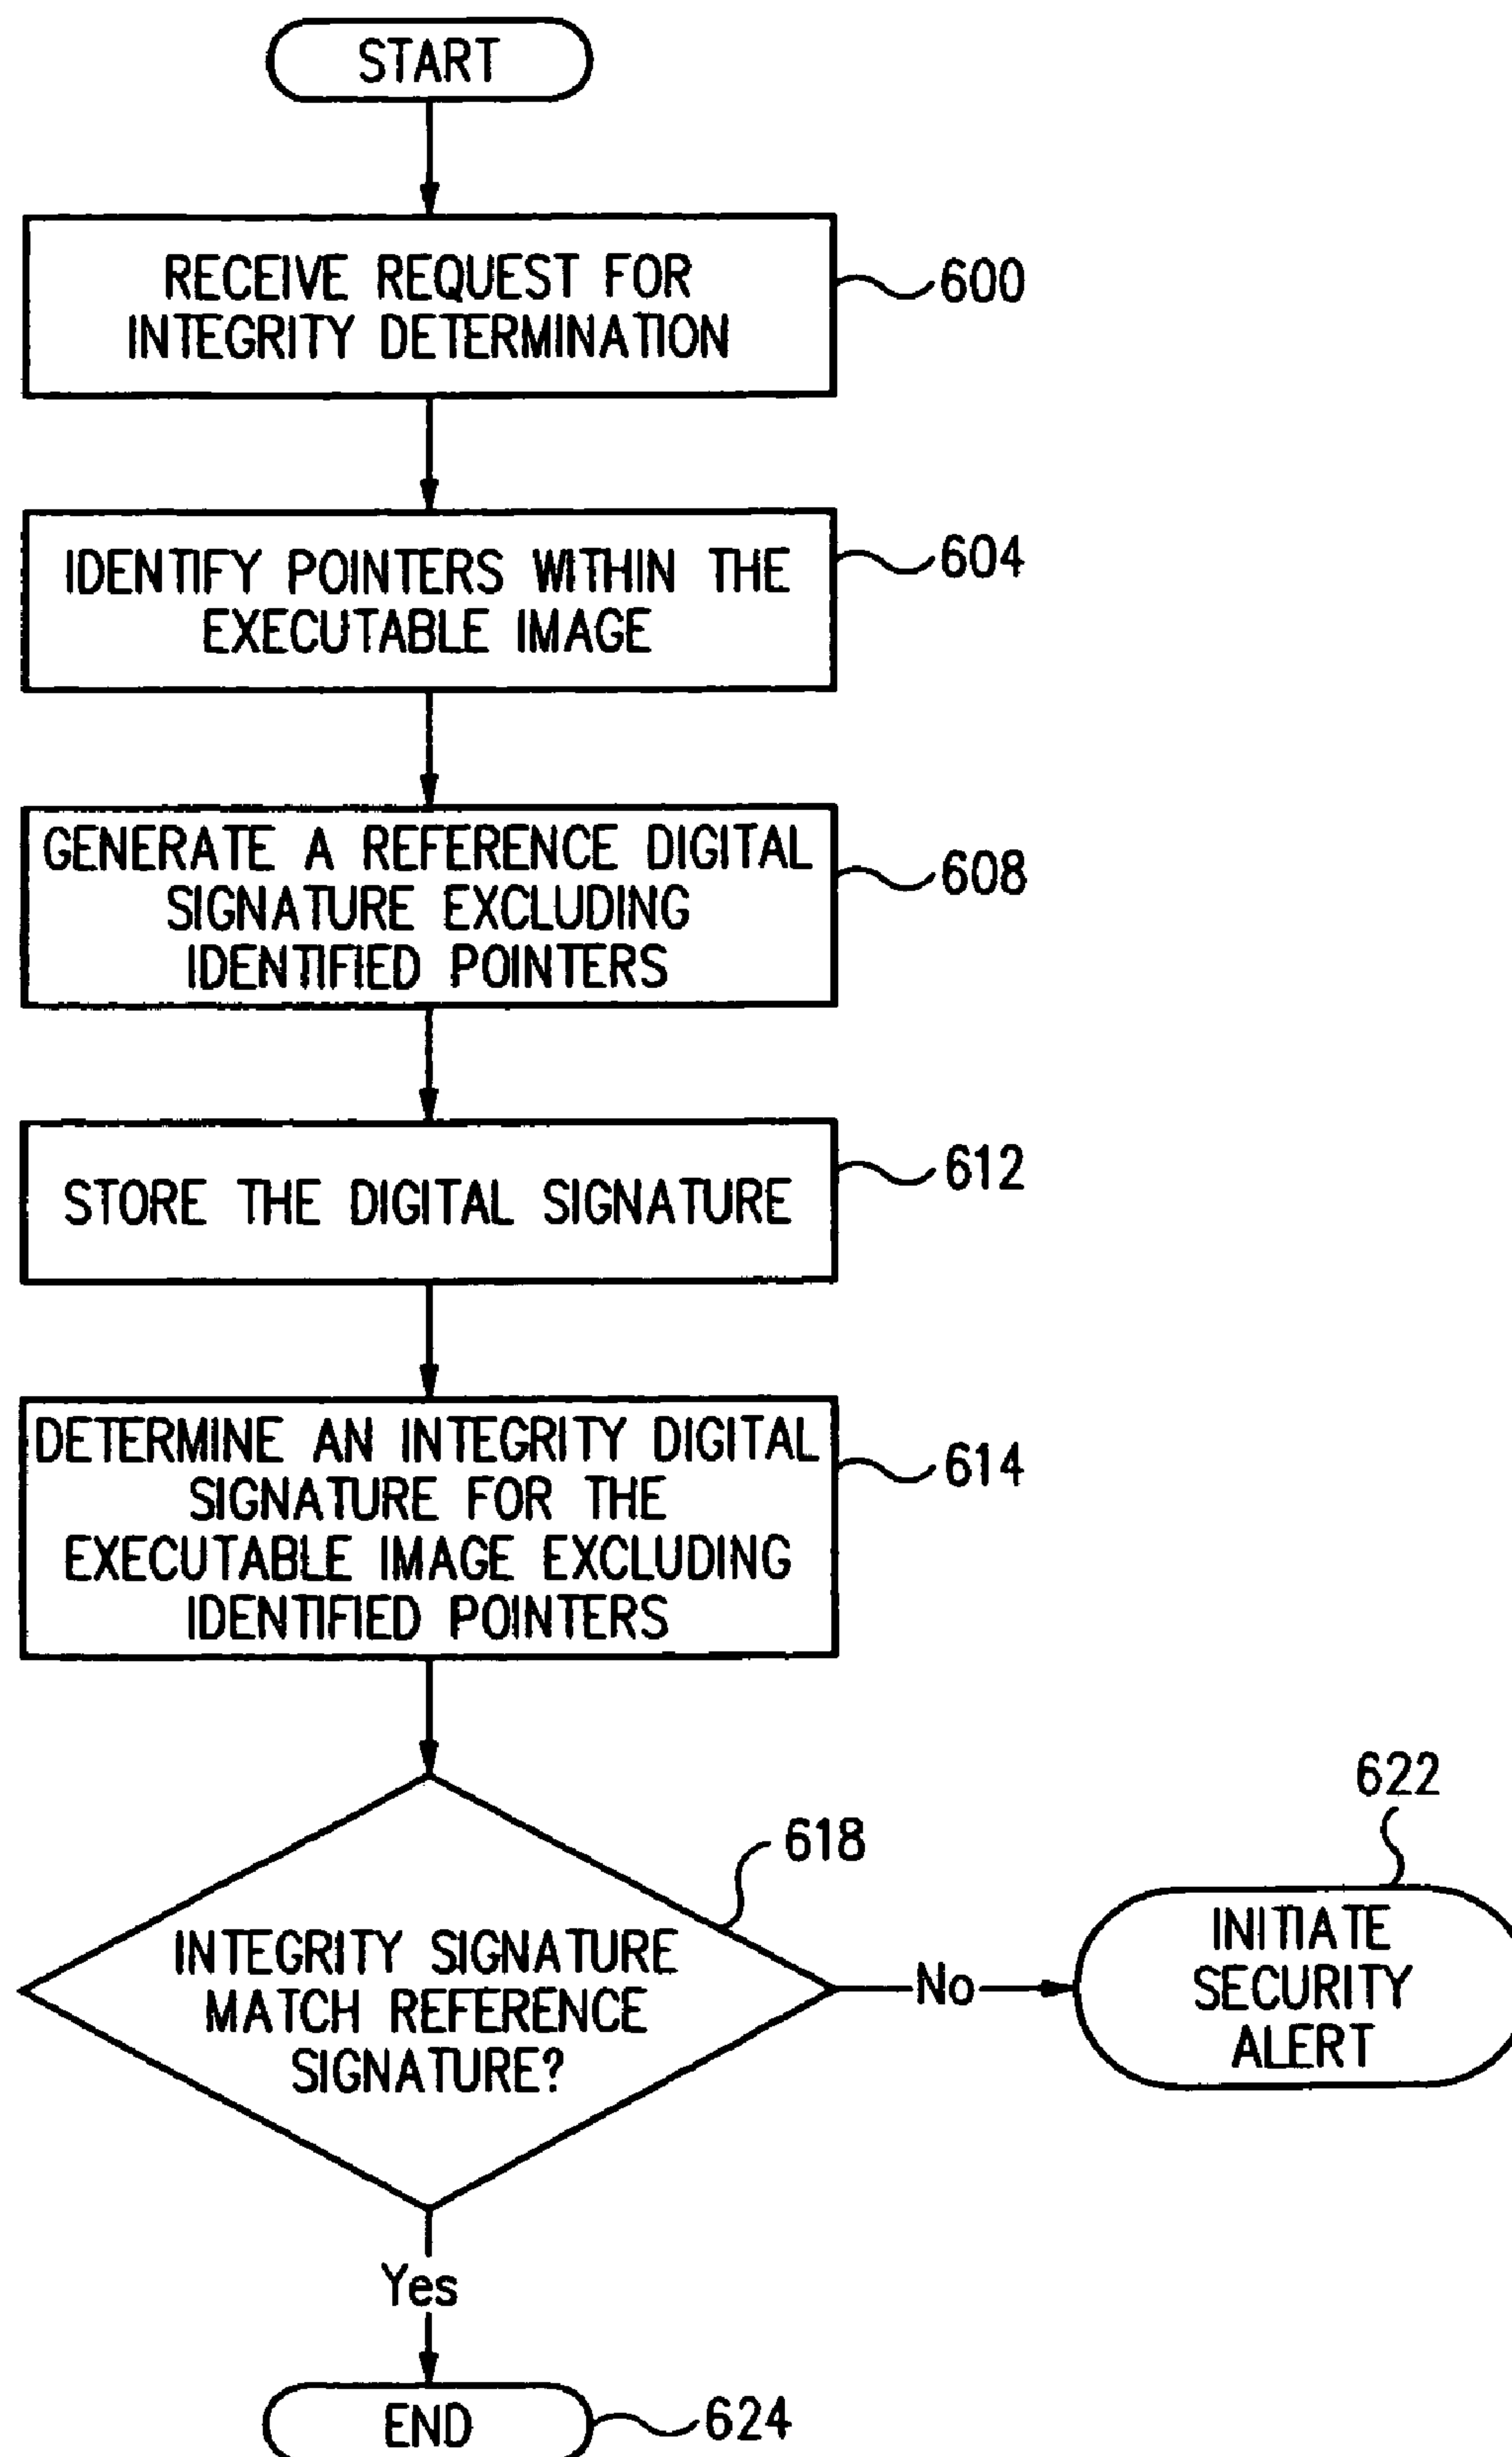 START
RECEIVE REQUEST FOR
INTEGRITY DETERMINATION
600
IDENTIFY POINTERS WITHIN THE
EXECUTABLE IMAGE
604
GENERATE A REFERENCE DIGITAL
SIGNATURE EXCLUDING
IDENTIFIED POINTERS
608
STORE THE DIGITAL SIGNATURE
612
DETERMINE AN INTEGRITY DIGITAL
SIGNATURE FOR THE
EXECUTABLE IMAGE EXCLUDING
IDENTIFIED POINTERS
614
INTEGRITY SIGNATURE
MATCH REFERENCE
SIGNATURE?
618
No
622
INITIATE
SECURITY
ALERT
Yes
END
624